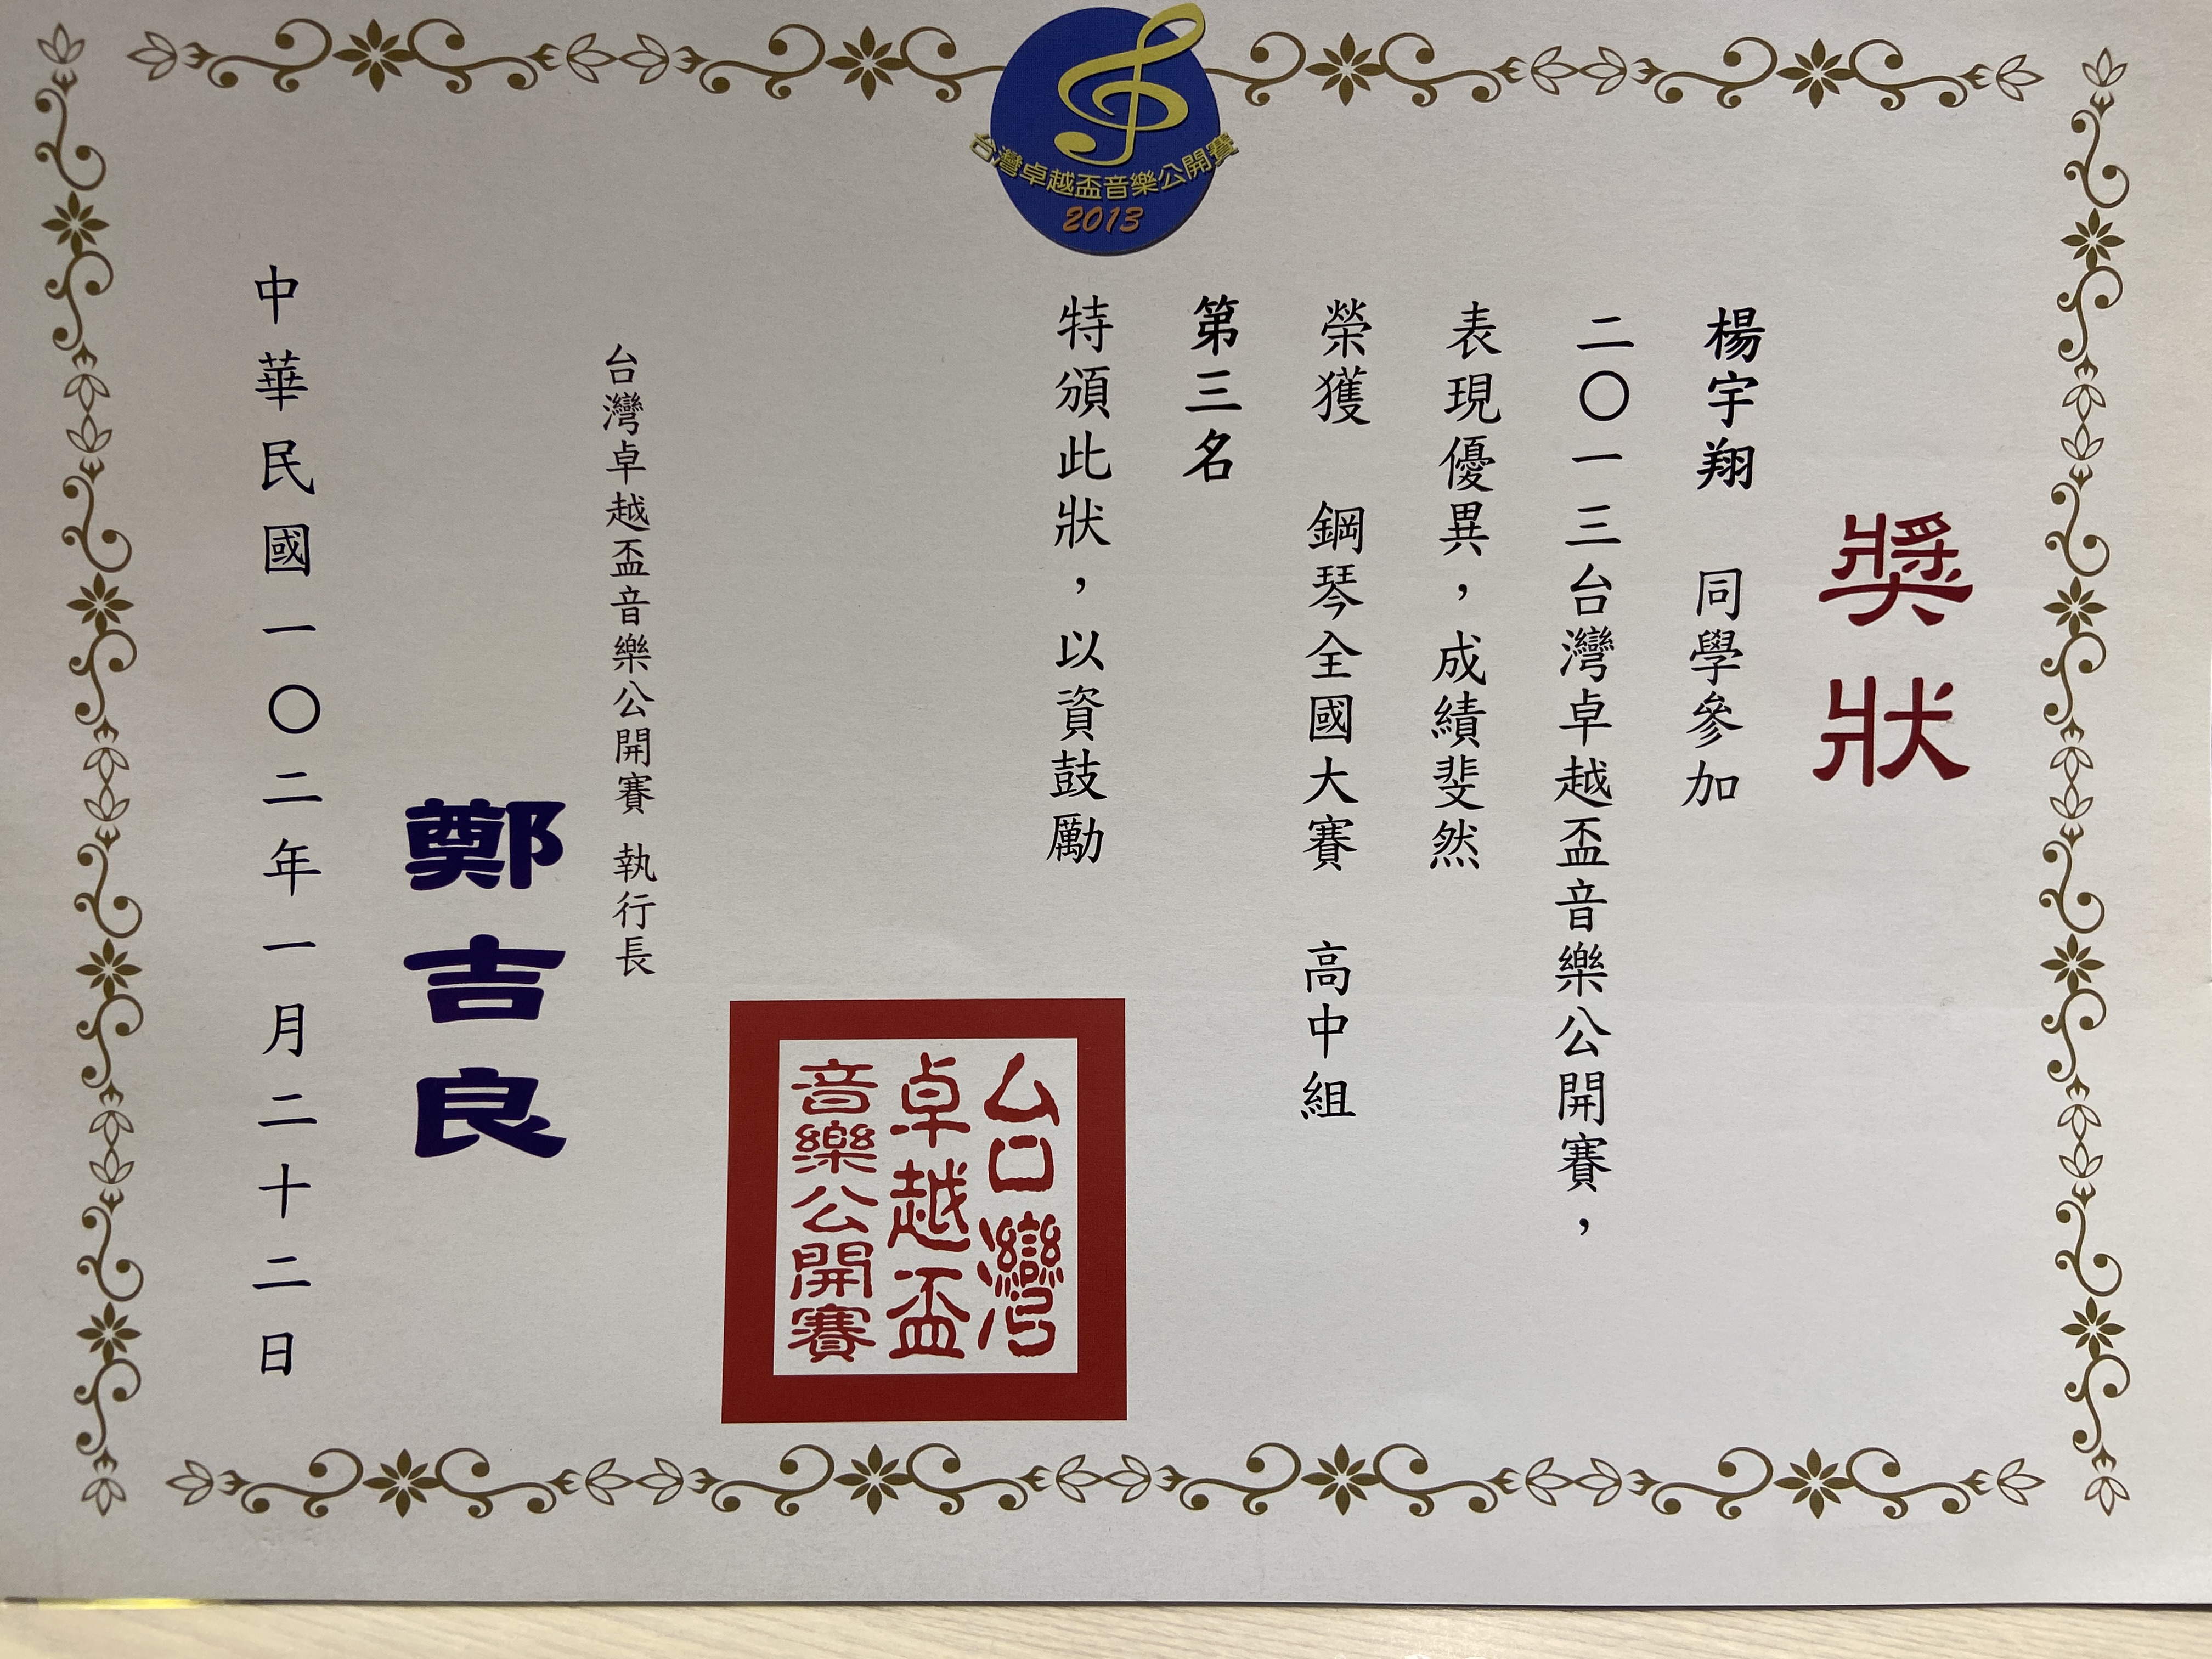 台灣卓越盃音樂公開賽
2013
獎狀
楊宇翔 同學參加
二〇一三台灣卓越盃音樂公開賽，
表現優異，成績斐然
榮獲 鋼琴全國大賽 高中組
第三名
特頒此狀，以資鼓勵
台灣
卓越盃
音樂公開賽
台灣卓越盃音樂公開賽 執行長
鄭吉良
中華民國一〇二年一月二十二日